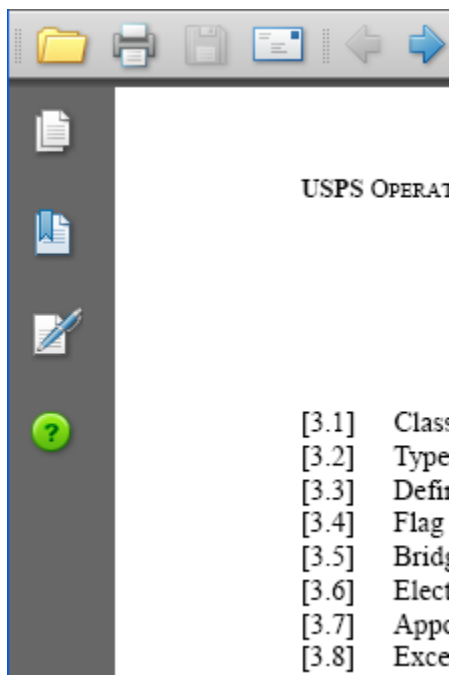 USPS OPERAT
[3.1] Class
[3.2] Type
[3.3] Defin
[3.4] Flag
[3.5] Bridg
[3.6] Elect
[3.7] Appo
[3.8] Exce
?